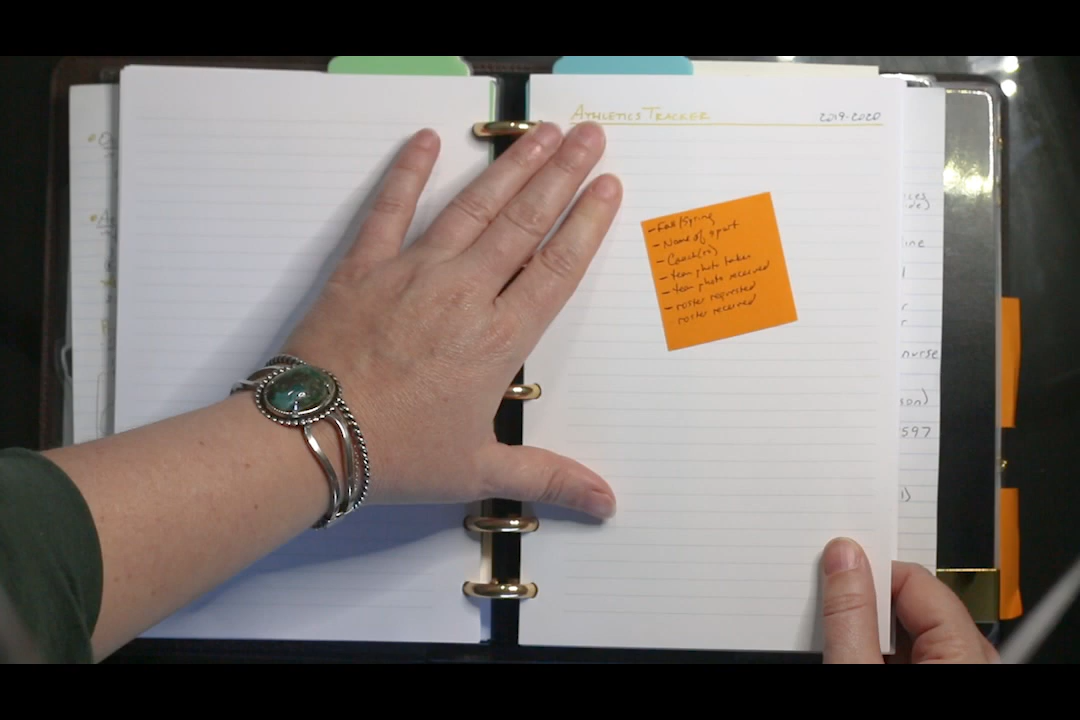 ATHLETICS TRACKER
2019-2020
- Fall/Spring
- Name of sport
- Coach(es)
- team photo taken
- team photo received
- roster requested
roster received
nurse
597